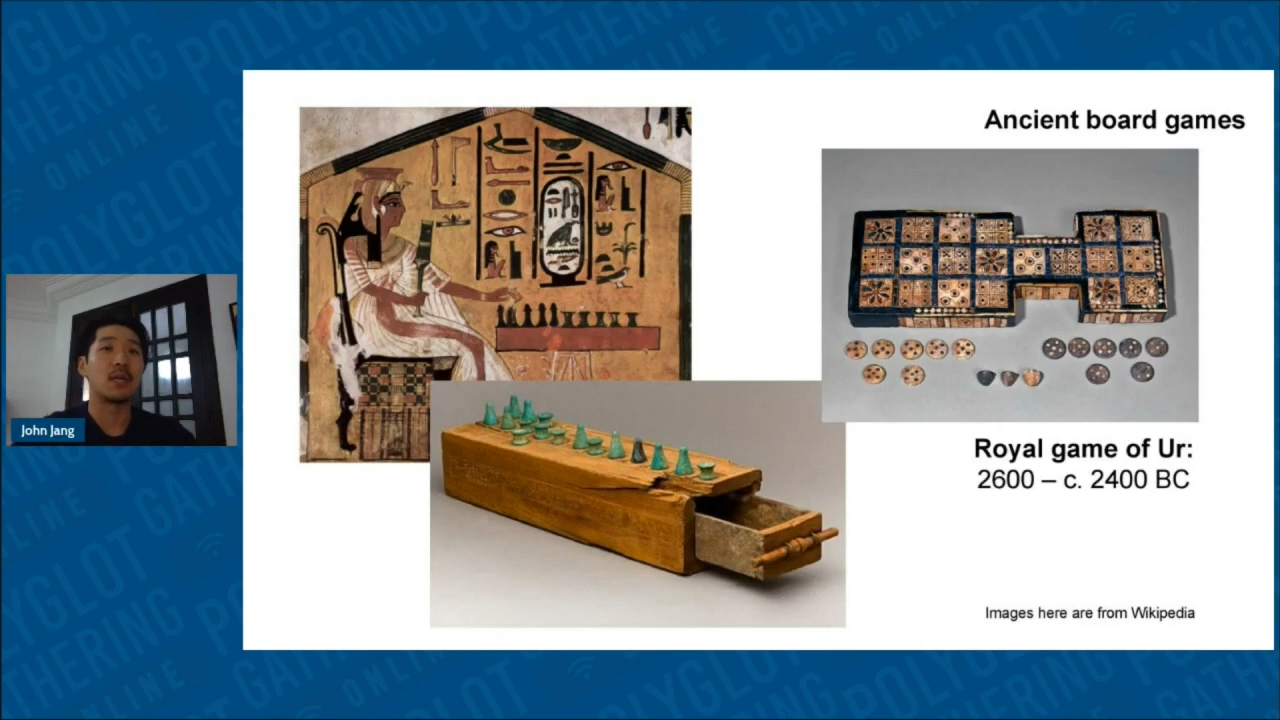 Ancient board games
Royal game of Ur:
2600 – c. 2400 BC
Images here are from Wikipedia
John Jang
POLYGLOT
GATHERING
ONLINE